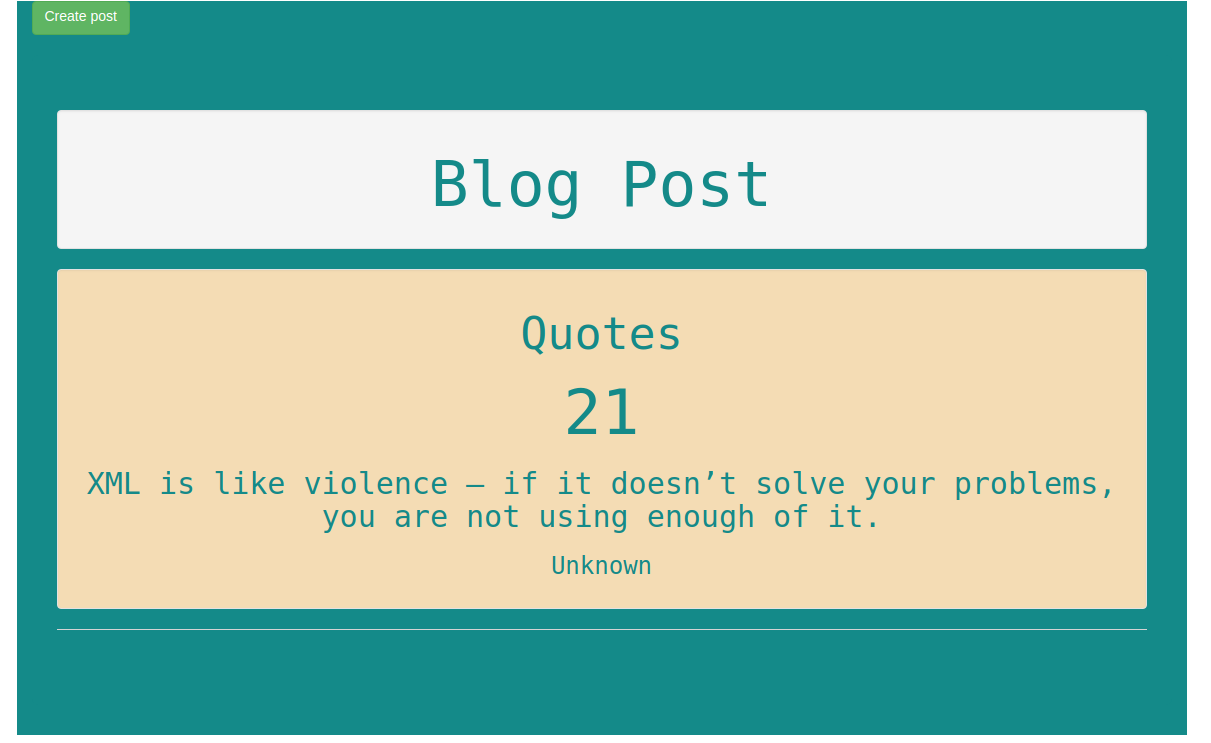 Create post
Blog Post
Quotes
21
XML is like violence – if it doesn’t solve your problems,
you are not using enough of it.
Unknown